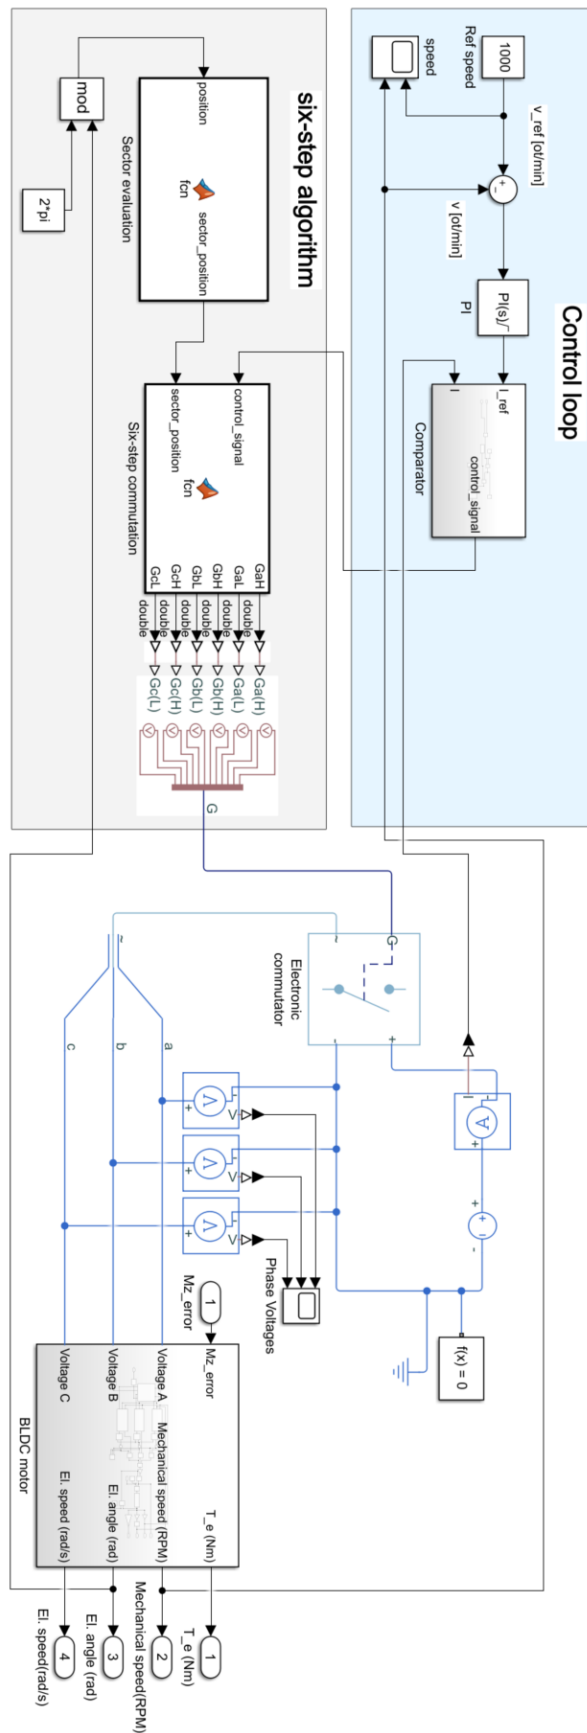 Control loop
1000
Ref speed
speed
v_ref [ot/min]
v [ot/min]
+
-
PI(s)
PI
I_ref
I
control_signal
Comparator
six-step algorithm
mod
2*pi
position
fcn
sector_position
Sector evaluation
control_signal
sector_position
fcn
GaH
GaL
GbH
GbL
GcH
GcL
Six-step commutation
double
double
double
double
double
double
Ga(H)
Ga(L)
Gb(H)
Gb(L)
Gc(H)
Gc(L)
V
V
V
V
V
V
G
G
~
+
-
Electronic
commutator
I
A
-
+
+
-
f(x) = 0
~
a
b
c
V
V
-
+
V
V
-
+
V
V
-
+
Phase Voltages
1
Mz_error
Mz_error
Voltage A
Voltage B
Voltage C
T_e (Nm)
Mechanical speed (RPM)
El. angle (rad)
El. speed (rad/s)
BLDC motor
1
T_e (Nm)
2
Mechanical speed(RPM)
3
El. angle (rad)
4
El. speed(rad/s)